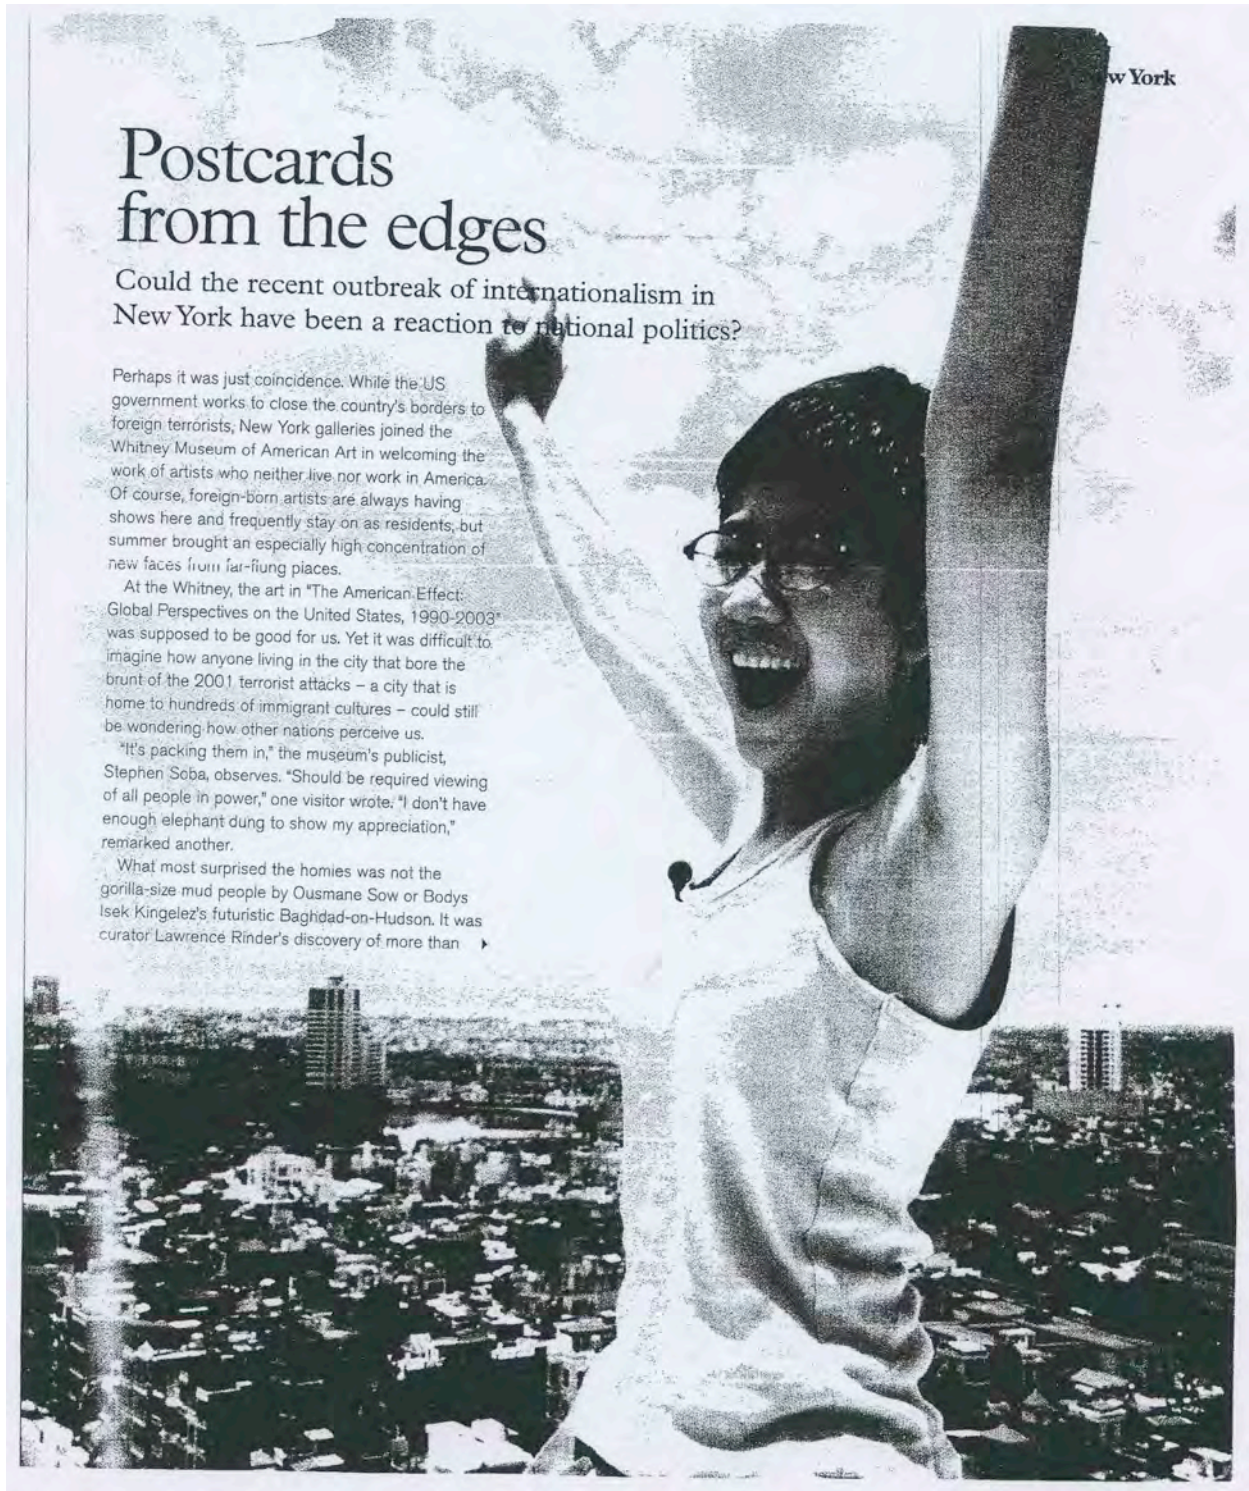 w York
Postcards
from the edges
Could the recent outbreak of internationalism in
New York have been a reaction to national politics?
Perhaps it was just coincidence. While the US
government works to close the country's borders to
foreign terrorists, New York galleries joined the
Whitney Museum of American Art in welcoming the
work of artists who neither live nor work in America.
Of course, foreign-born artists are always having
shows here and frequently stay on as residents, but
summer brought an especially high concentration of
new faces from far-flung places.
At the Whitney, the art in "The American Effect:
Global Perspectives on the United States, 1990-2003"
was supposed to be good for us. Yet it was difficult to
imagine how anyone living in the city that bore the
brunt of the 2001 terrorist attacks – a city that is
home to hundreds of immigrant cultures – could still
be wondering how other nations perceive us.
"It's packing them in," the museum's publicist,
Stephen Soba, observes. "Should be required viewing
of all people in power," one visitor wrote. "I don't have
enough elephant dung to show my appreciation,"
remarked another.
What most surprised the homies was not the
gorilla-size mud people by Ousmane Sow or Bodys
Isek Kingelez's futuristic Baghdad-on-Hudson. It was
curator Lawrence Rinder's discovery of more than